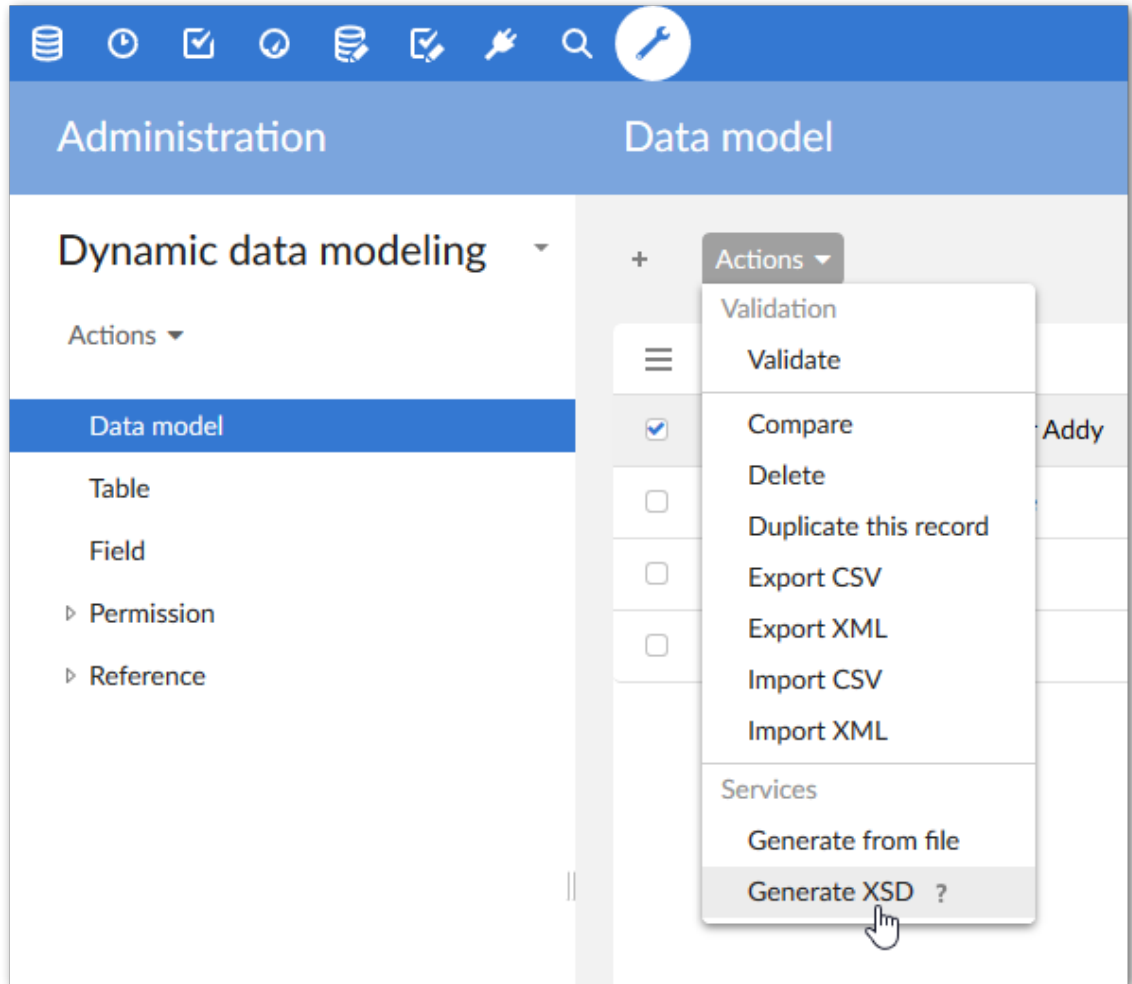 Administration
Data model
Dynamic data modeling
Actions
Data model
Table
Field
Permission
Reference
+
Actions
Validation
Validate
Compare
Delete
Duplicate this record
Export CSV
Export XML
Import CSV
Import XML
Services
Generate from file
Generate XSD ?
Addy